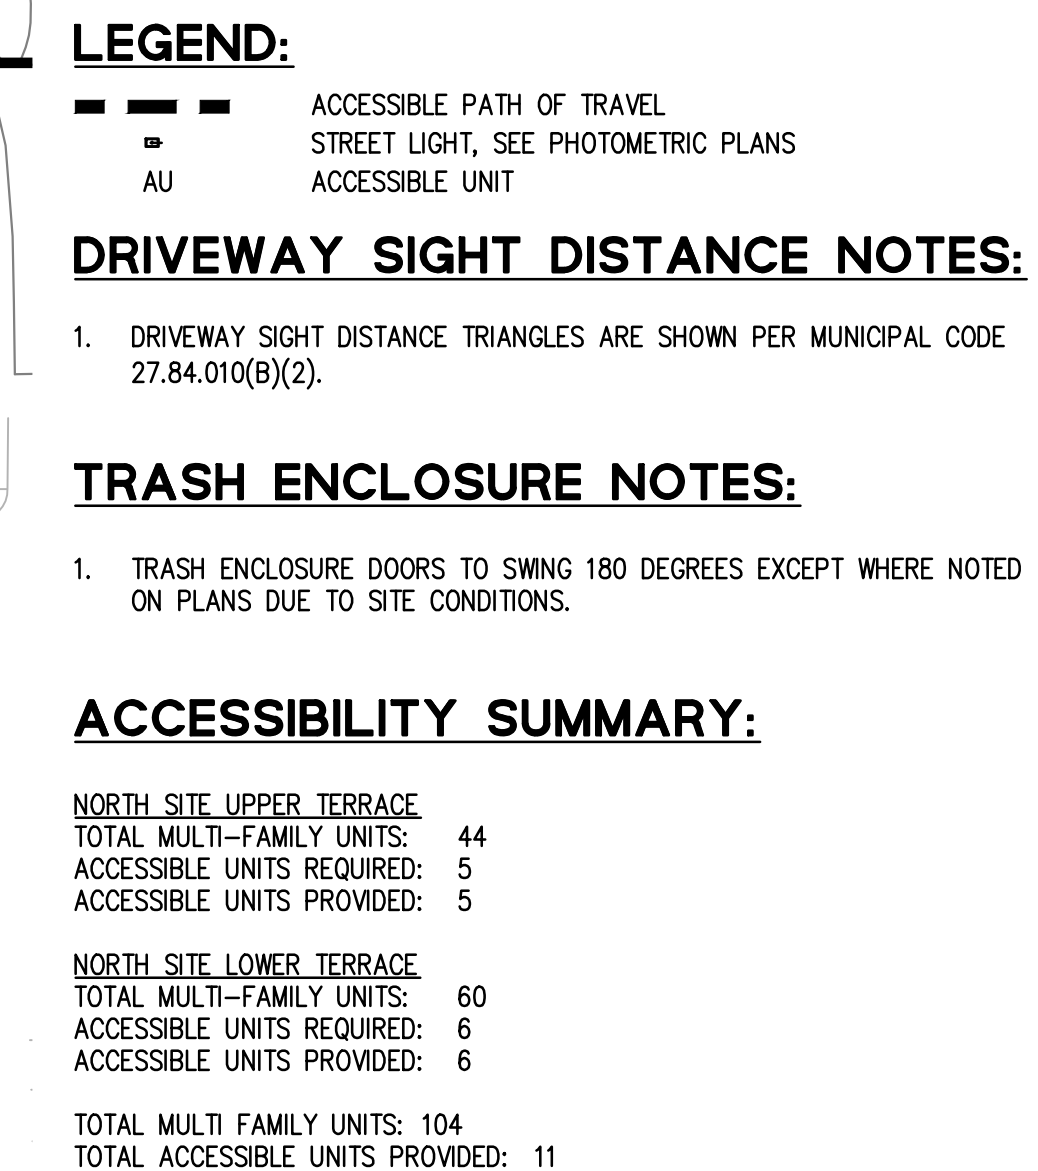 LEGEND:
ACCESSIBLE PATH OF TRAVEL
STREET LIGHT, SEE PHOTOMETRIC PLANS
AU ACCESSIBLE UNIT
DRIVEWAY SIGHT DISTANCE NOTES:
1. DRIVEWAY SIGHT DISTANCE TRIANGLES ARE SHOWN PER MUNICIPAL CODE
27.84.010(B)(2).
TRASH ENCLOSURE NOTES:
1. TRASH ENCLOSURE DOORS TO SWING 180 DEGREES EXCEPT WHERE NOTED
ON PLANS DUE TO SITE CONDITIONS.
ACCESSIBILITY SUMMARY:
NORTH SITE UPPER TERRACE
TOTAL MULTI-FAMILY UNITS: 44
ACCESSIBLE UNITS REQUIRED: 5
ACCESSIBLE UNITS PROVIDED: 5
NORTH SITE LOWER TERRACE
TOTAL MULTI-FAMILY UNITS: 60
ACCESSIBLE UNITS REQUIRED: 6
ACCESSIBLE UNITS PROVIDED: 6
TOTAL MULTI FAMILY UNITS: 104
TOTAL ACCESSIBLE UNITS PROVIDED: 11